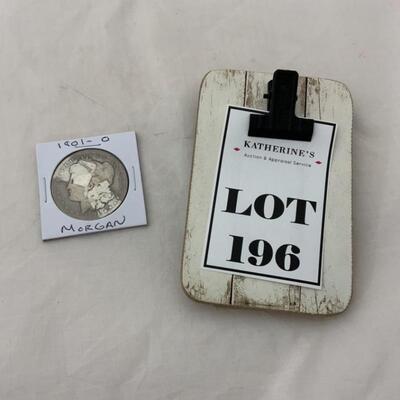 1901-O
MORGAN
KATHERINE'S
Auction & Appraisal Service
LOT
196